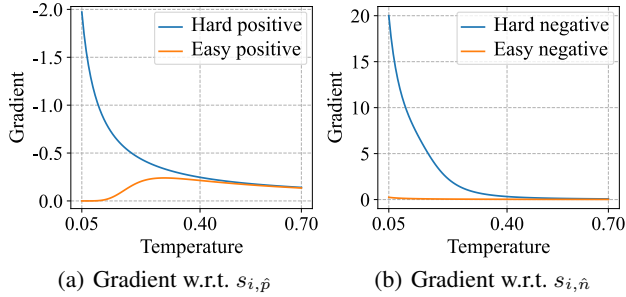 -2.0
-1.5
-1.0
-0.5
0.0
Gradient
Hard positive
Easy positive
0.05
0.40
0.70
Temperature
(a) Gradient w.r.t. s_{i,p̂}
20
15
10
5
0
Gradient
Hard negative
Easy negative
0.05
0.40
0.70
Temperature
(b) Gradient w.r.t. s_{i,n̂}